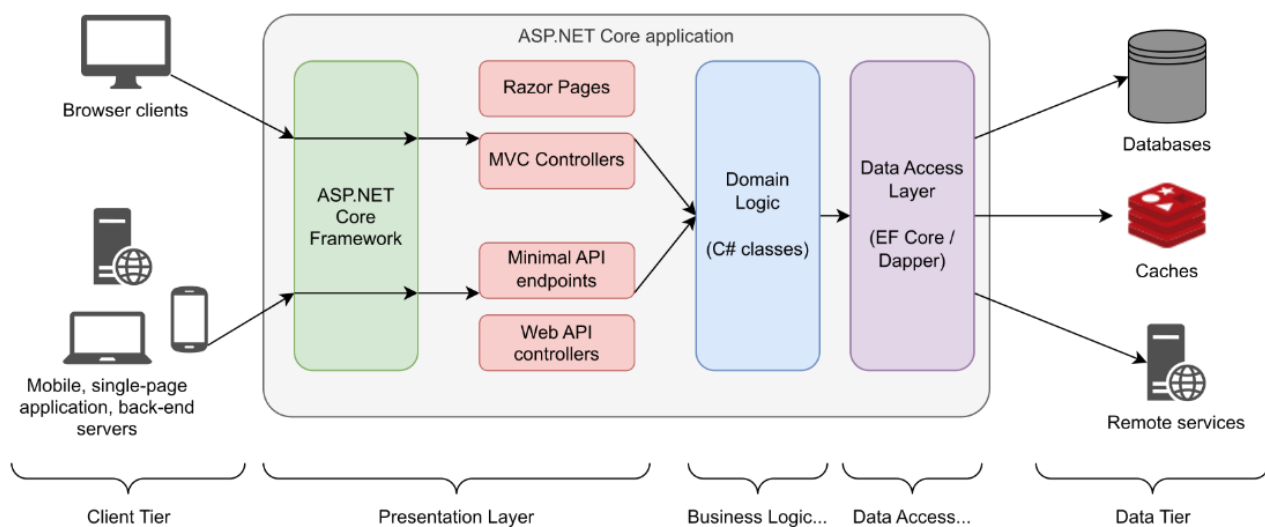 ASP.NET Core application
Browser clients
Mobile, single-page
application, back-end
servers
ASP.NET
Core
Framework
Razor Pages
MVC Controllers
Minimal API
endpoints
Web API
controllers
Domain
Logic
(C# classes)
Data Access
Layer
(EF Core /
Dapper)
Databases
Caches
Remote services
Client Tier
Presentation Layer
Business Logic...
Data Access...
Data Tier